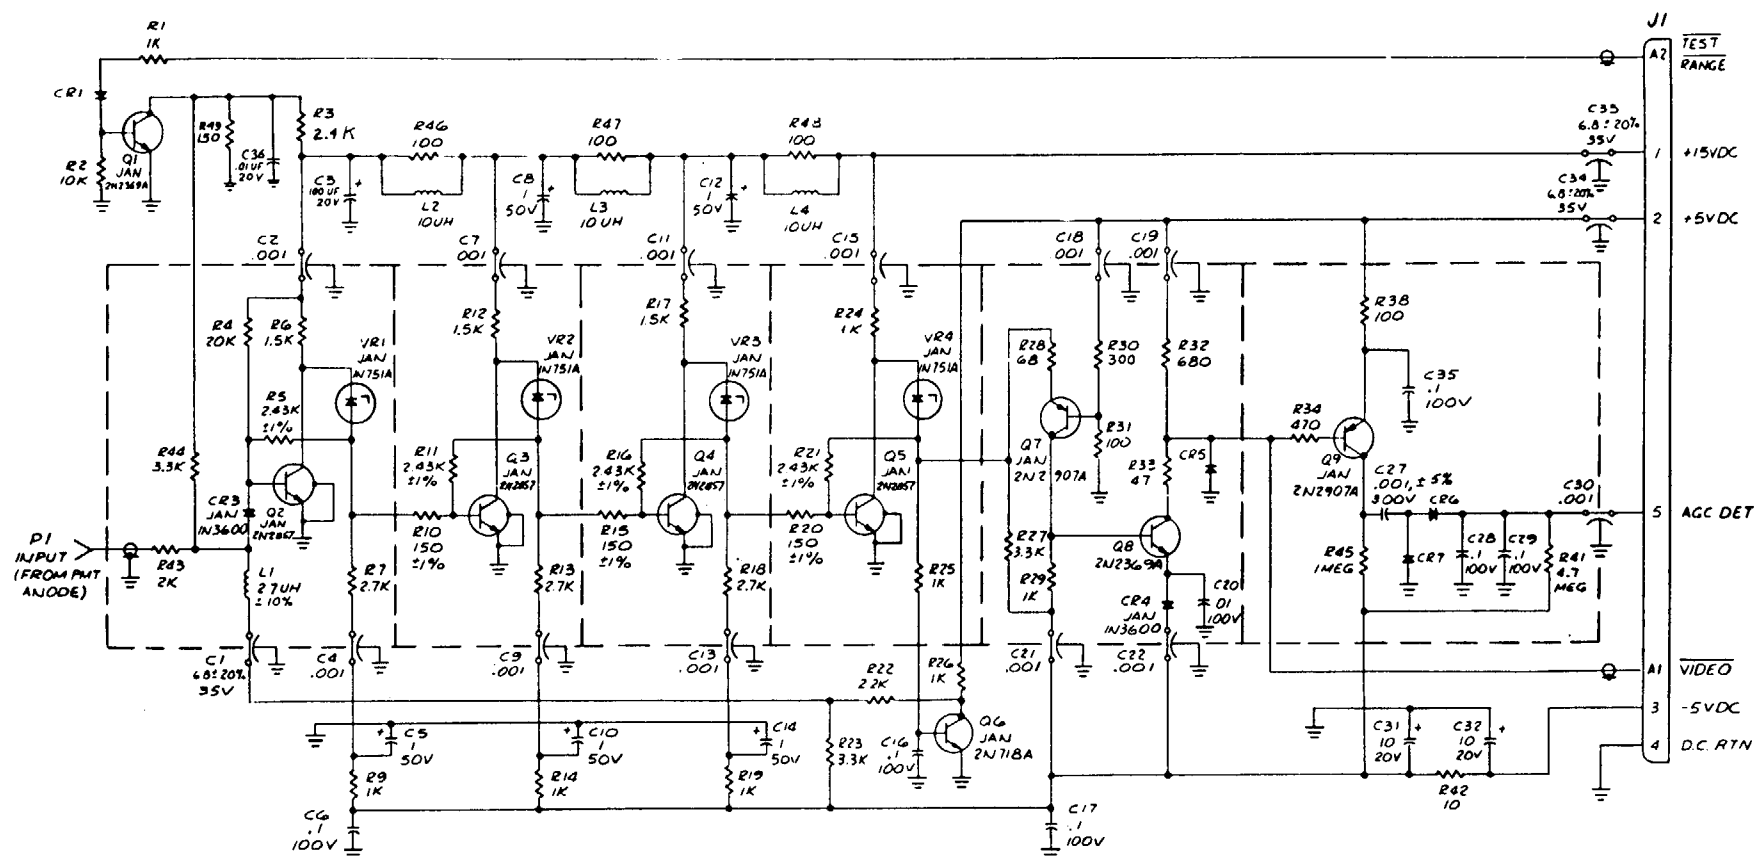 R1
1K
J1
A2
TEST
RANGE
CR1
R2
10K
Q1
JAN
2N2369A
R49
150
C36
.01UF
20V
R3
2.4K
C3
100UF
20V
R46
100
L2
10UH
C8
1
50V
R47
100
L3
10UH
C12
1
50V
R48
100
L4
10UH
C33
6.8±20%
35V
1
+15VDC
C34
6.8±20%
35V
2
+5VDC
C2
.001
C7
.001
C11
.001
C15
.001
C18
.001
C19
.001
R4
20K
R6
1.5K
VR1
JAN
1N751A
R12
1.5K
VR2
JAN
1N751A
R17
1.5K
VR3
JAN
1N751A
R24
1K
VR4
JAN
1N751A
R28
68
R30
300
R32
680
R38
100
C35
.1
100V
R5
2.43K
±1%
R44
3.3K
CR3
JAN
1N3600
Q2
JAN
2N2857
R11
2.43K
±1%
Q3
JAN
2N2857
R16
2.43K
±1%
Q4
JAN
2N2857
R21
2.43K
±1%
Q5
JAN
2N2857
Q7
JAN
2N2907A
R31
100
R33
47
CR5
R34
470
Q9
JAN
2N2907A
C27
.001, ±5%
300V
CR6
C30
.001
5
AGC DET
P1
INPUT
(FROM PMT
ANODE)
R43
2K
L1
27UH
±10%
R7
2.7K
R10
150
±1%
R13
2.7K
R15
150
±1%
R18
2.7K
R20
150
±1%
R25
1K
R27
3.3K
R29
1K
Q8
2N2369A
CR4
JAN
1N3600
C20
.01
100V
R45
1MEG
CR7
C28
.1
100V
C29
.1
100V
R41
4.7
MEG
C1
6.8±20%
35V
C4
.001
C9
.001
C13
.001
C21
.001
C22
.001
A1
VIDEO
R22
2.2K
R26
1K
3
-5VDC
C5
1
50V
C10
1
50V
C14
1
50V
R23
3.3K
C16
.1
100V
Q6
JAN
2N718A
C31
10
20V
C32
10
20V
4
D.C. RTN
R9
1K
R14
1K
R19
1K
R42
10
C6
.1
100V
C17
.1
100V